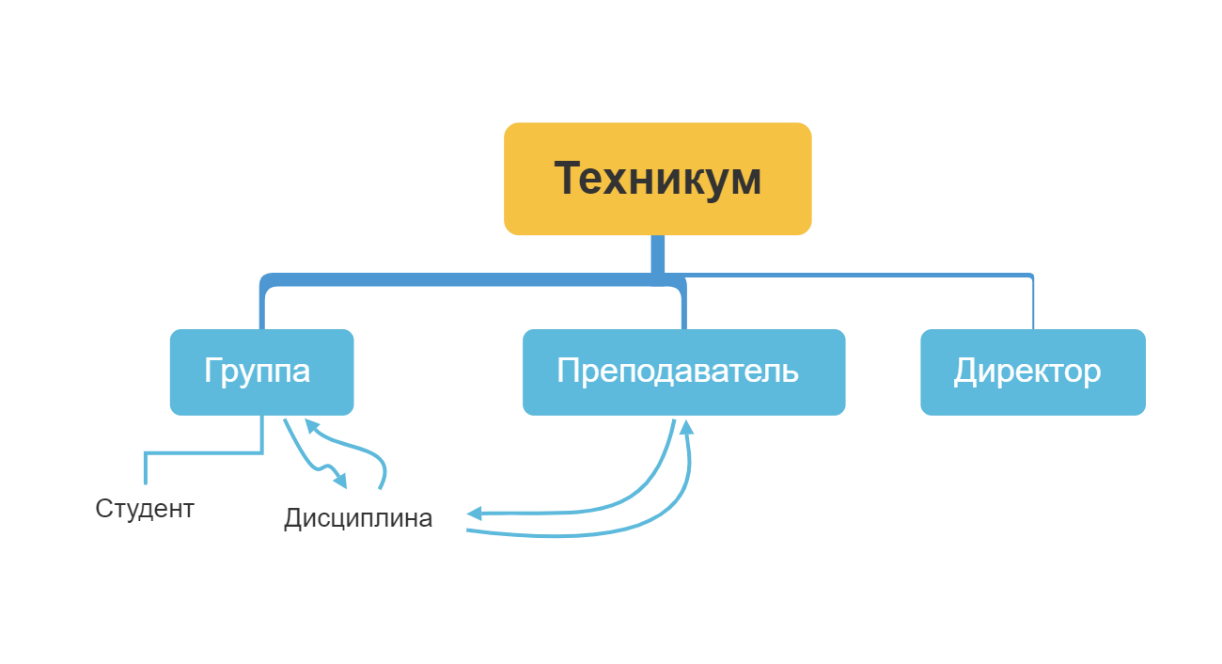 Техникум
Группа
Преподаватель
Директор
Студент
Дисциплина